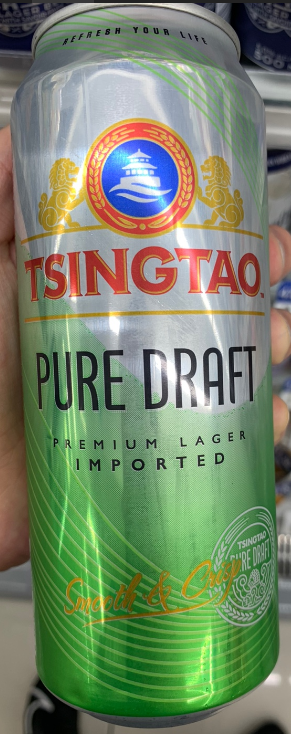 REFRESH YOUR LIFE
TSINGTAO
PURE DRAFT
PREMIUM LAGER
IMPORTED
Smooth & Crisp
TSINGTAO
PURE DRAFT